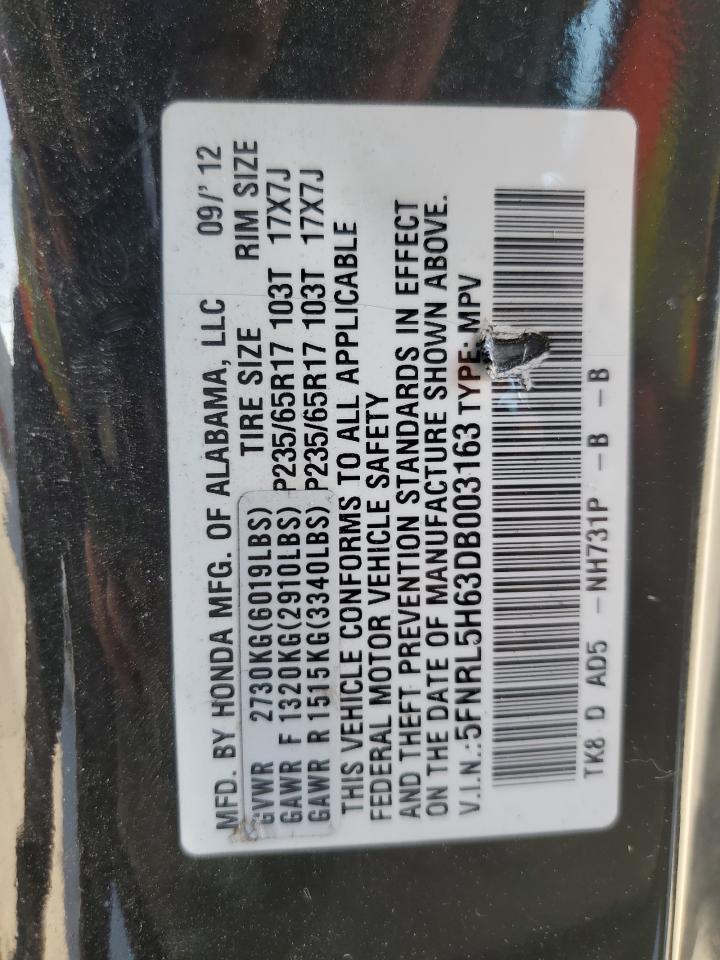 MFD. BY HONDA MFG. OF ALABAMA, LLC 09/'12
TIRE SIZE RIM SIZE
GVWR 2730KG(6019LBS)
GAWR F 1320KG(2910LBS) P235/65R17 103T 17X7J
GAWR R 1515KG(3340LBS) P235/65R17 103T 17X7J
THIS VEHICLE CONFORMS TO ALL APPLICABLE
FEDERAL MOTOR VEHICLE SAFETY
AND THEFT PREVENTION STANDARDS IN EFFECT
ON THE DATE OF MANUFACTURE SHOWN ABOVE.
V.I.N.:5FNRL5H63DB003163 TYPE: MPV
TK8 D AD5 -NH731P -B -B